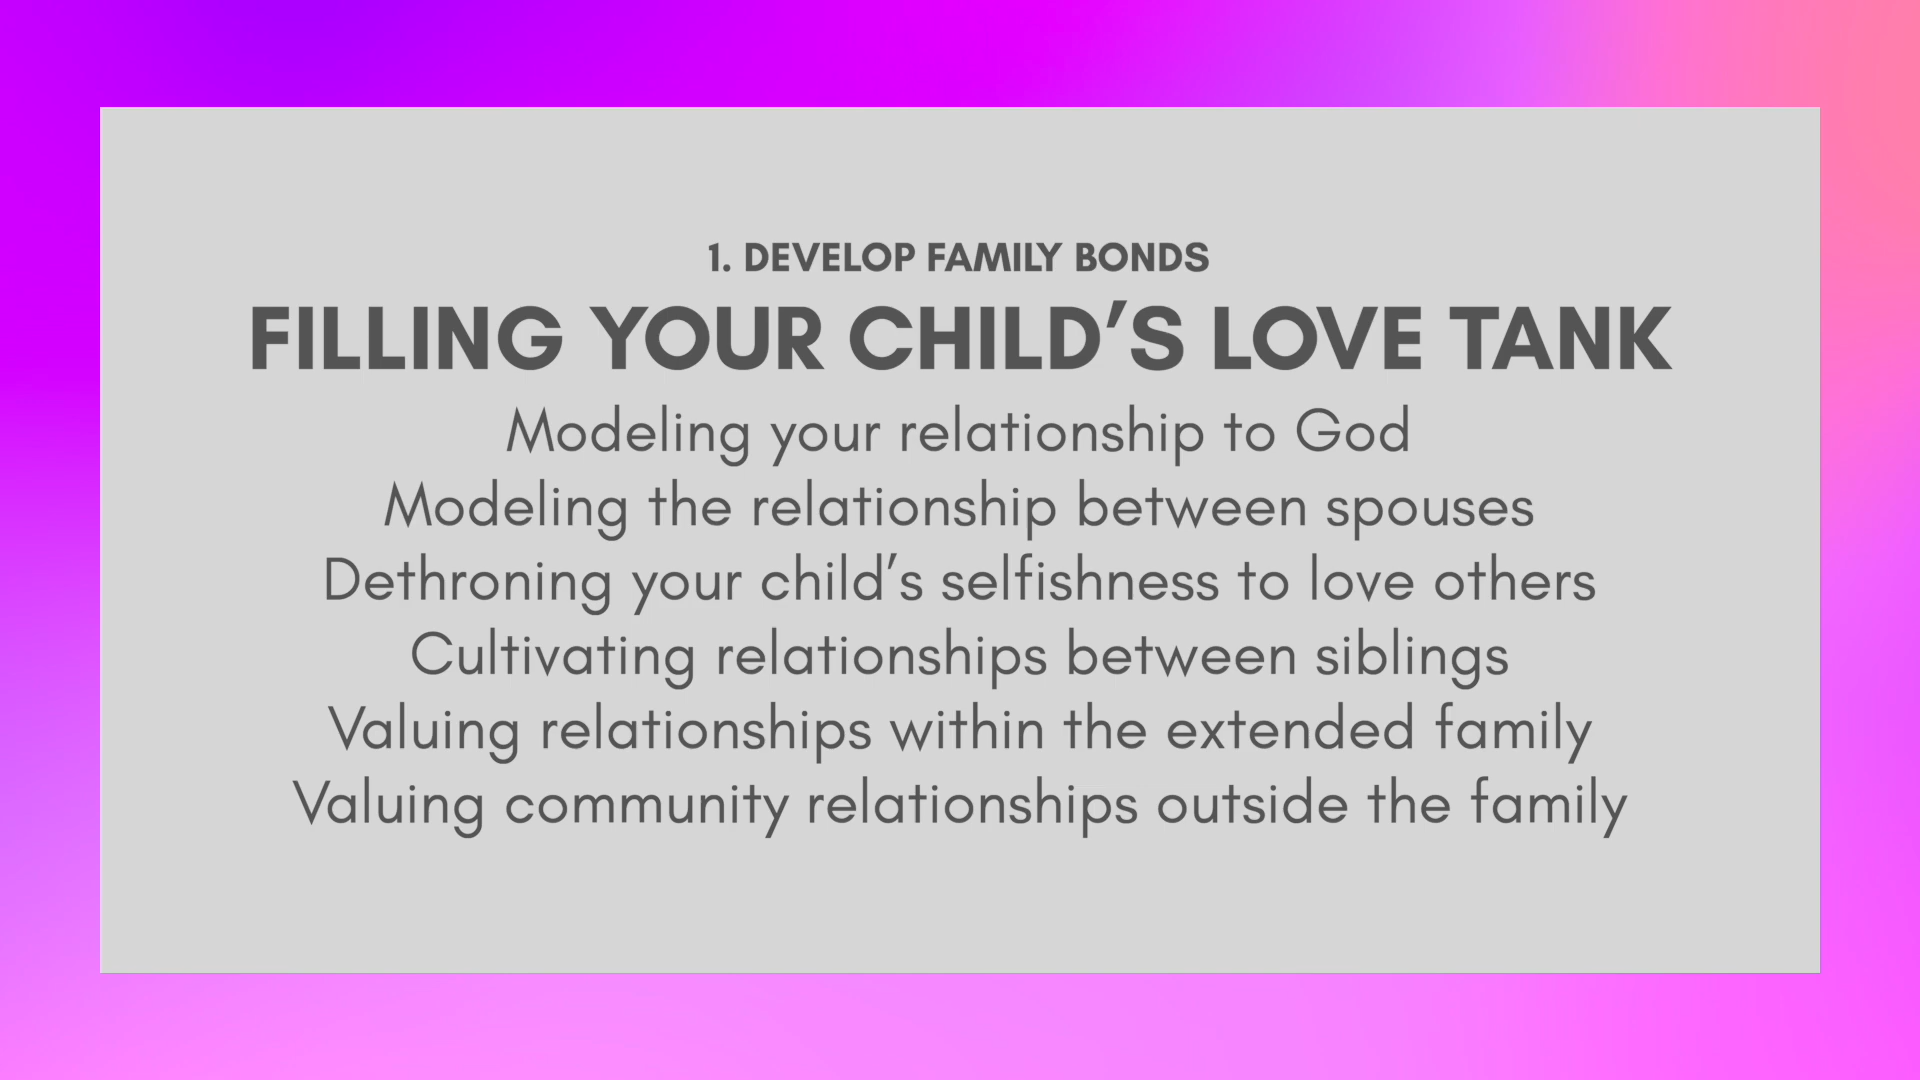 1. DEVELOP FAMILY BONDS
FILLING YOUR CHILD’S LOVE TANK
Modeling your relationship to God
Modeling the relationship between spouses
Dethroning your child’s selfishness to love others
Cultivating relationships between siblings
Valuing relationships within the extended family
Valuing community relationships outside the family